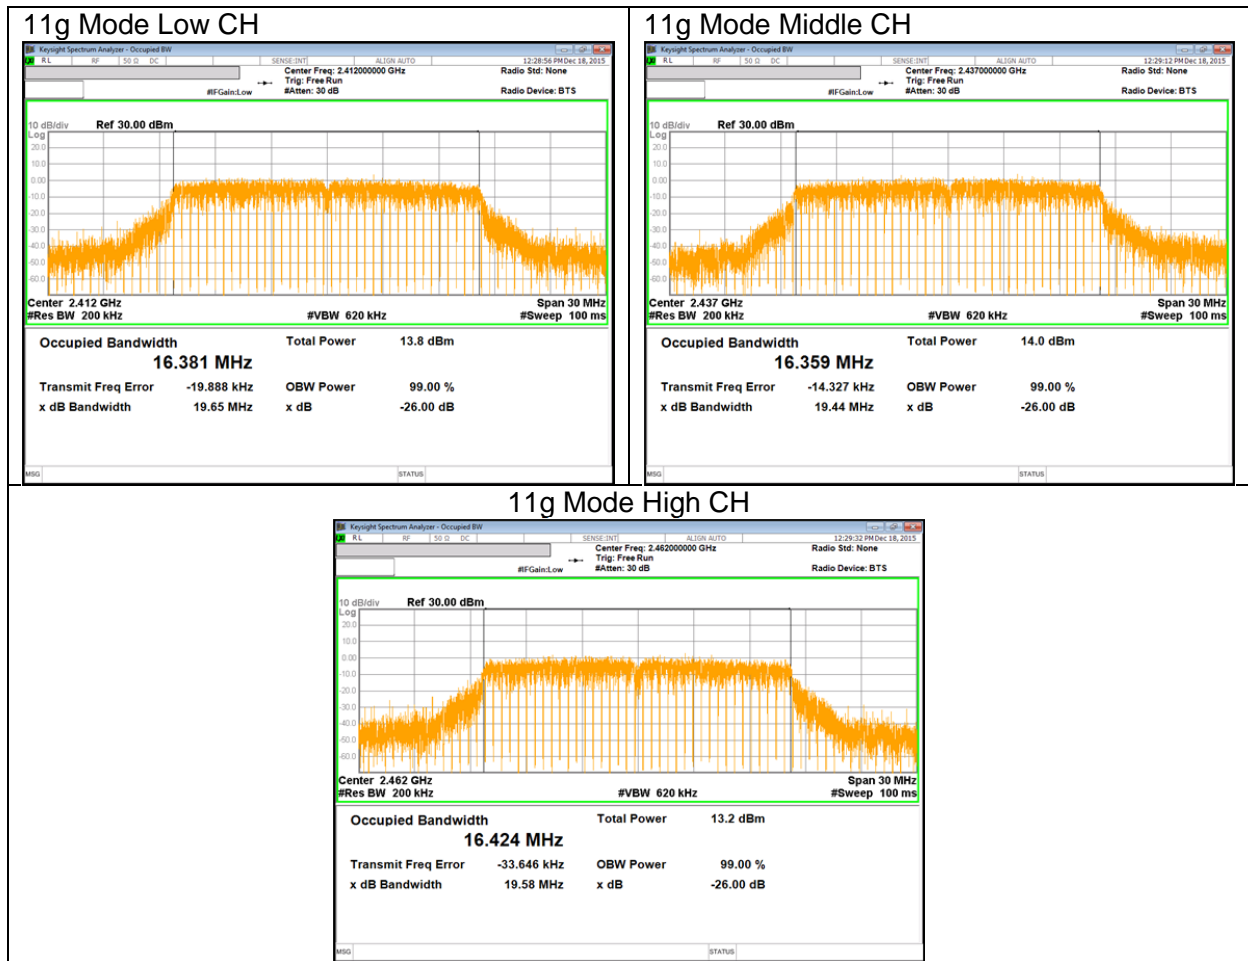 11g Mode Low CH
Keysight Spectrum Analyzer - Occupied BW
RL RF 50 Ω DC SENSE:INT ALIGN AUTO 12:28:56 PM Dec 18, 2015
Center Freq: 2.412000000 GHz Radio Std: None
Trig: Free Run
#IFGain:Low #Atten: 30 dB Radio Device: BTS
10 dB/div Ref 30.00 dBm
Log
20.0
10.0
0.00
-10.0
-20.0
-30.0
-40.0
-50.0
-60.0
Center 2.412 GHz Span 30 MHz
#Res BW 200 kHz #VBW 620 kHz #Sweep 100 ms
Occupied Bandwidth Total Power 13.8 dBm
16.381 MHz
Transmit Freq Error -19.888 kHz OBW Power 99.00 %
x dB Bandwidth 19.65 MHz x dB -26.00 dB
MSG STATUS
11g Mode Middle CH
Keysight Spectrum Analyzer - Occupied BW
RL RF 50 Ω DC SENSE:INT ALIGN AUTO 12:29:12 PM Dec 18, 2015
Center Freq: 2.437000000 GHz Radio Std: None
Trig: Free Run
#IFGain:Low #Atten: 30 dB Radio Device: BTS
10 dB/div Ref 30.00 dBm
Log
20.0
10.0
0.00
-10.0
-20.0
-30.0
-40.0
-50.0
-60.0
Center 2.437 GHz Span 30 MHz
#Res BW 200 kHz #VBW 620 kHz #Sweep 100 ms
Occupied Bandwidth Total Power 14.0 dBm
16.359 MHz
Transmit Freq Error -14.327 kHz OBW Power 99.00 %
x dB Bandwidth 19.44 MHz x dB -26.00 dB
MSG STATUS
11g Mode High CH
Keysight Spectrum Analyzer - Occupied BW
RL RF 50 Ω DC SENSE:INT ALIGN AUTO 12:29:32 PM Dec 18, 2015
Center Freq: 2.462000000 GHz Radio Std: None
Trig: Free Run
#IFGain:Low #Atten: 30 dB Radio Device: BTS
10 dB/div Ref 30.00 dBm
Log
20.0
10.0
0.00
-10.0
-20.0
-30.0
-40.0
-50.0
-60.0
Center 2.462 GHz Span 30 MHz
#Res BW 200 kHz #VBW 620 kHz #Sweep 100 ms
Occupied Bandwidth Total Power 13.2 dBm
16.424 MHz
Transmit Freq Error -33.646 kHz OBW Power 99.00 %
x dB Bandwidth 19.58 MHz x dB -26.00 dB
MSG STATUS